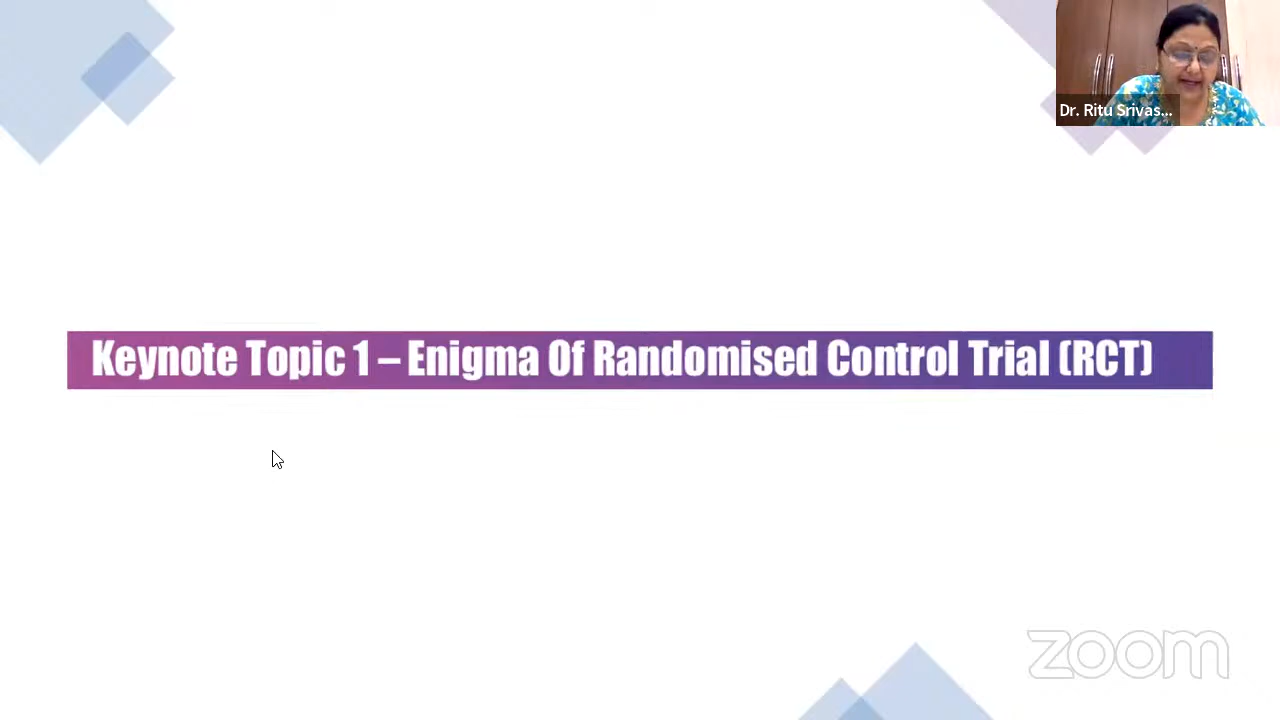 Dr. Ritu Srivas...
Keynote Topic 1 – Enigma Of Randomised Control Trial (RCT)
zoom